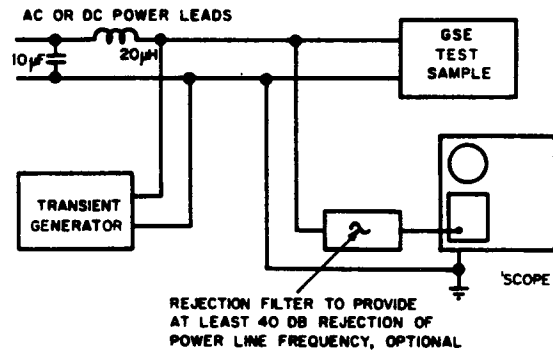 AC OR DC POWER LEADS
10µF
20µH
GSE
TEST
SAMPLE
TRANSIENT
GENERATOR
'SCOPE
REJECTION FILTER TO PROVIDE
AT LEAST 40 DB REJECTION OF
POWER LINE FREQUENCY, OPTIONAL